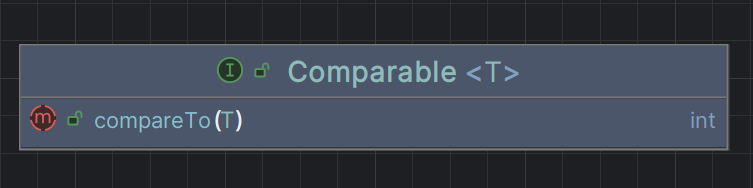 I Comparable <T>
m compareTo(T) int